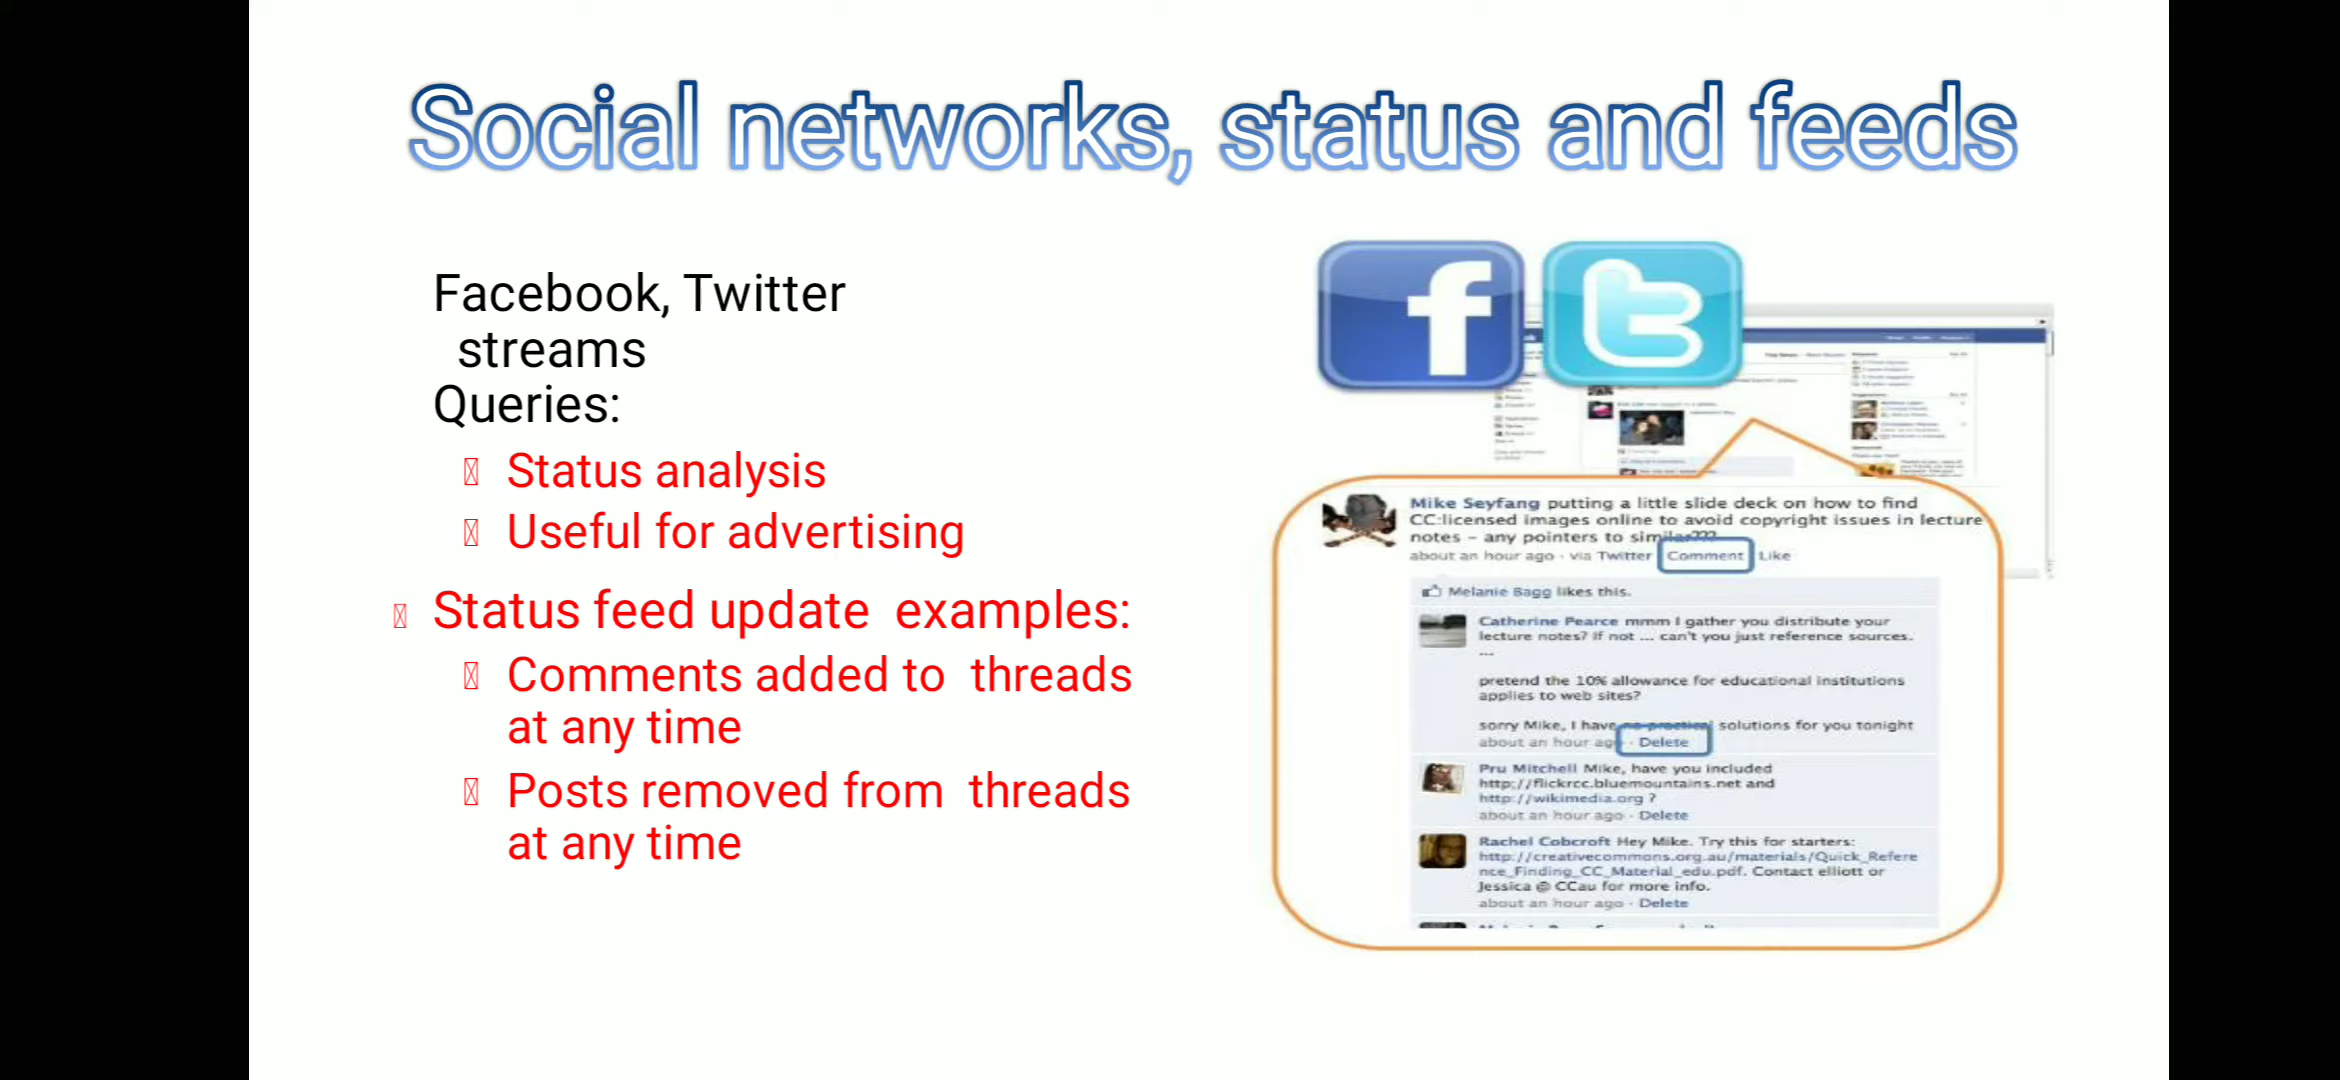 Social networks, status and feeds
Facebook, Twitter
streams
Queries:
Status analysis
Useful for advertising
Status feed update examples:
Comments added to threads
at any time
Posts removed from threads
at any time
Mike Seyfang putting a little slide deck on how to find
CC:licensed images online to avoid copyright issues in lecture
notes - any pointers to similar???
about an hour ago · via Twitter Comment Like
Melanie Bagg likes this.
Catherine Pearce mmm I gather you distribute your
lecture notes? If not ... can't you just reference sources.
...
pretend the 10% allowance for educational institutions
applies to web sites?
sorry Mike, I have no practical solutions for you tonight
about an hour ago · Delete
Pru Mitchell Mike, have you included
http://flickrcc.bluemountains.net and
http://wikimedia.org ?
about an hour ago · Delete
Rachel Cobcroft Hey Mike. Try this for starters:
http://creativecommons.org.au/materials/Quick_Refere
nce_Finding_CC_Material_edu.pdf. Contact elliott or
Jessica @ CCau for more info.
about an hour ago · Delete